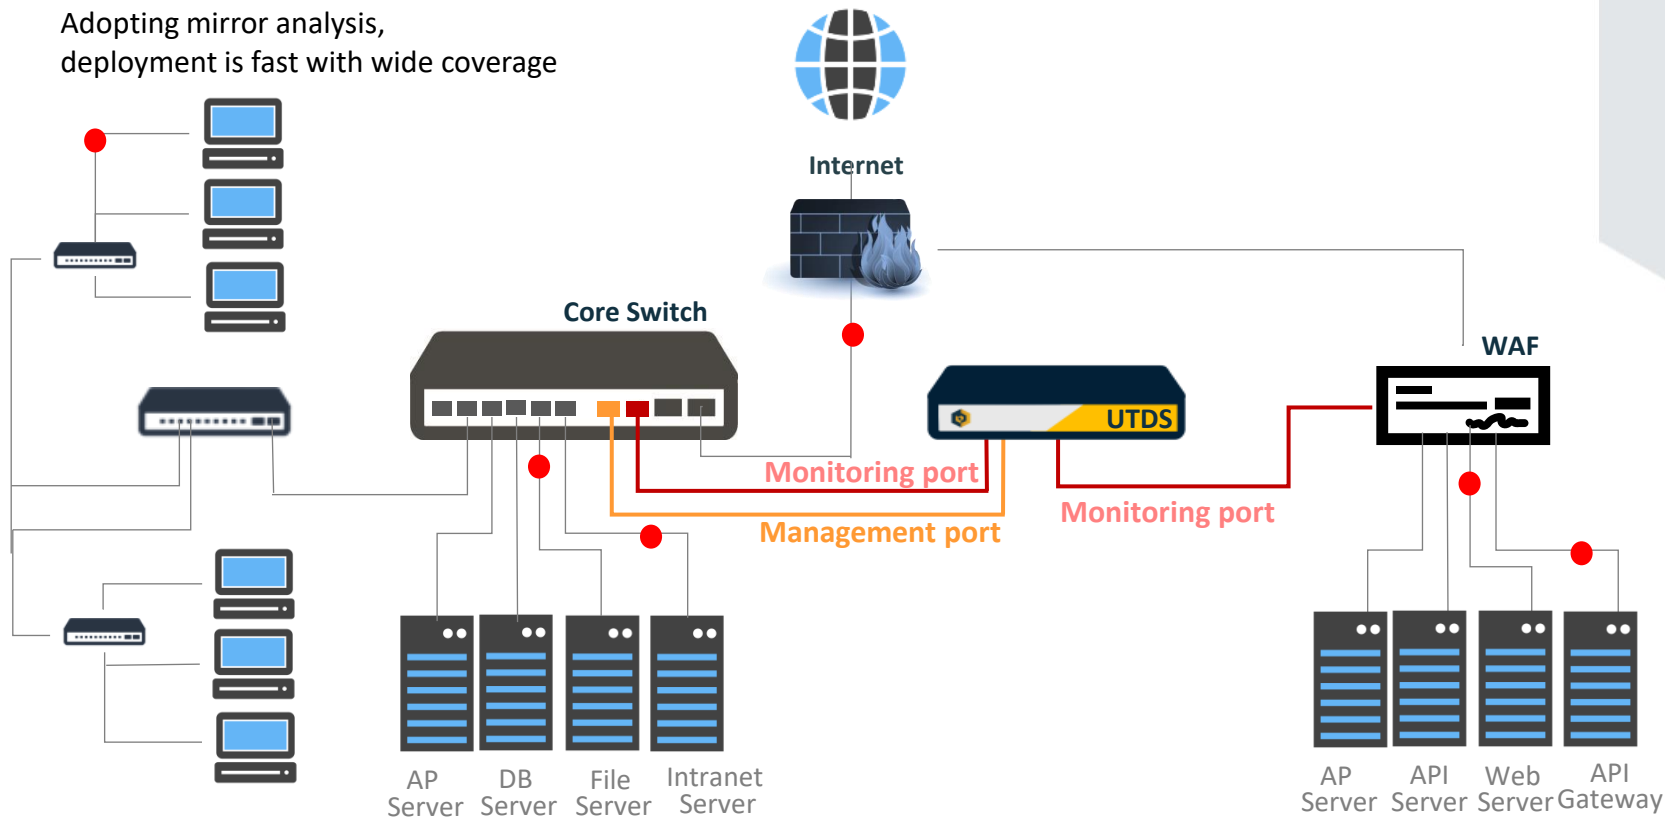 Adopting mirror analysis,
deployment is fast with wide coverage
Internet
Core Switch
WAF
UTDS
Monitoring port
Management port
Monitoring port
AP
Server
DB
Server
File
Server
Intranet
Server
AP
Server
API
Server
Web
Server
API
Gateway